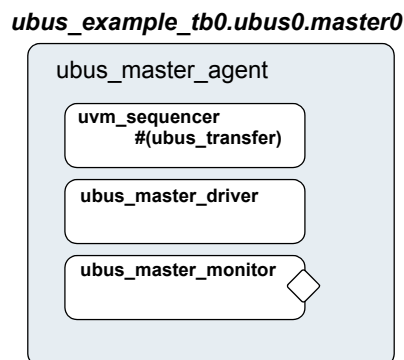 ubus_example_tb0.ubus0.master0
ubus_master_agent
uvm_sequencer
#(ubus_transfer)
ubus_master_driver
ubus_master_monitor